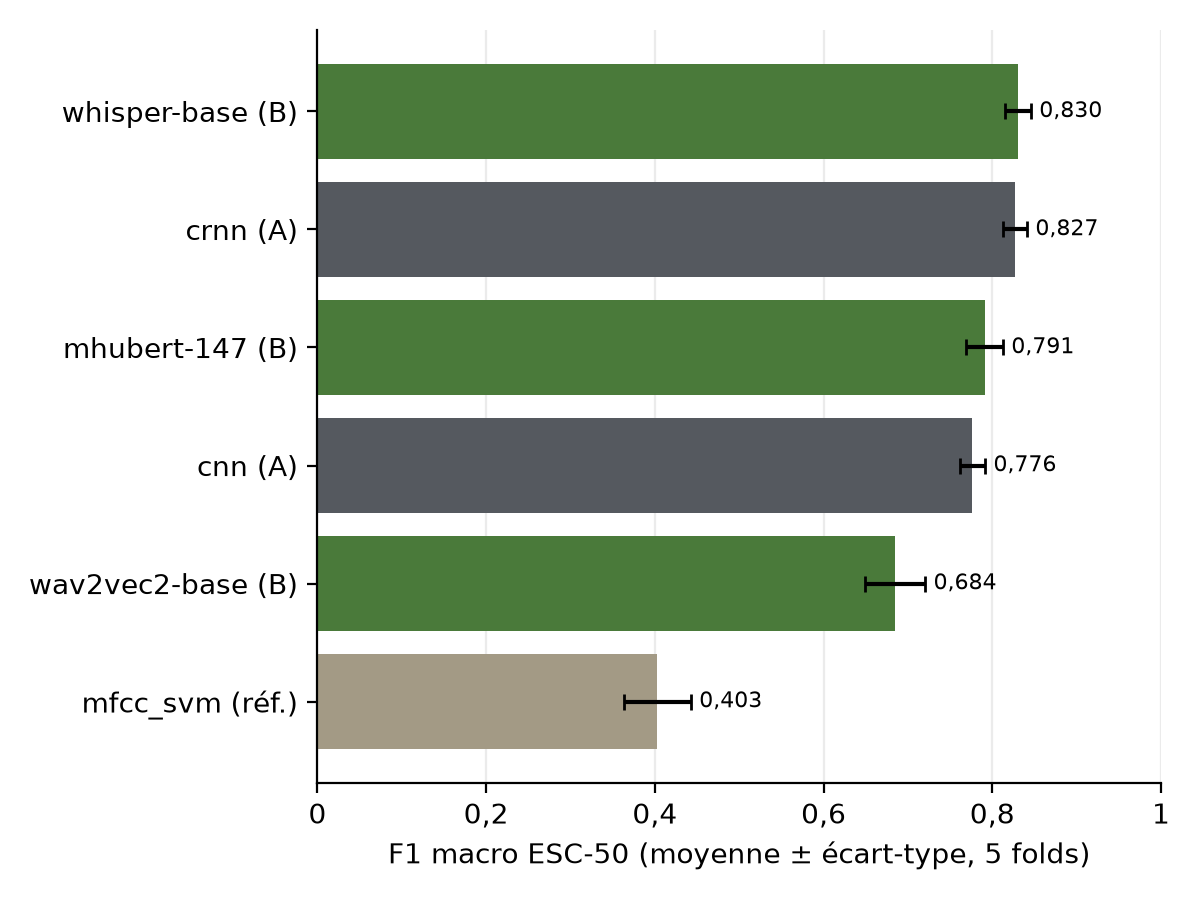 whisper-base (B) 0,830
crnn (A) 0,827
mhubert-147 (B) 0,791
cnn (A) 0,776
wav2vec2-base (B) 0,684
mfcc_svm (réf.) 0,403
0 0,2 0,4 0,6 0,8 1
F1 macro ESC-50 (moyenne ± écart-type, 5 folds)